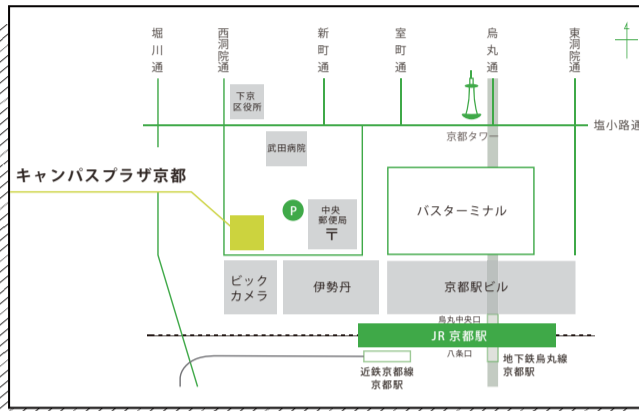 堀川通
西洞院通
新町通
室町通
烏丸通
東洞院通
下京
区役所
塩小路通
京都タワー
武田病院
キャンパスプラザ京都
P
中央
郵便局
〒
バスターミナル
ビック
カメラ
伊勢丹
京都駅ビル
烏丸中央口
JR 京都駅
八条口
近鉄京都線
京都駅
地下鉄烏丸線
京都駅